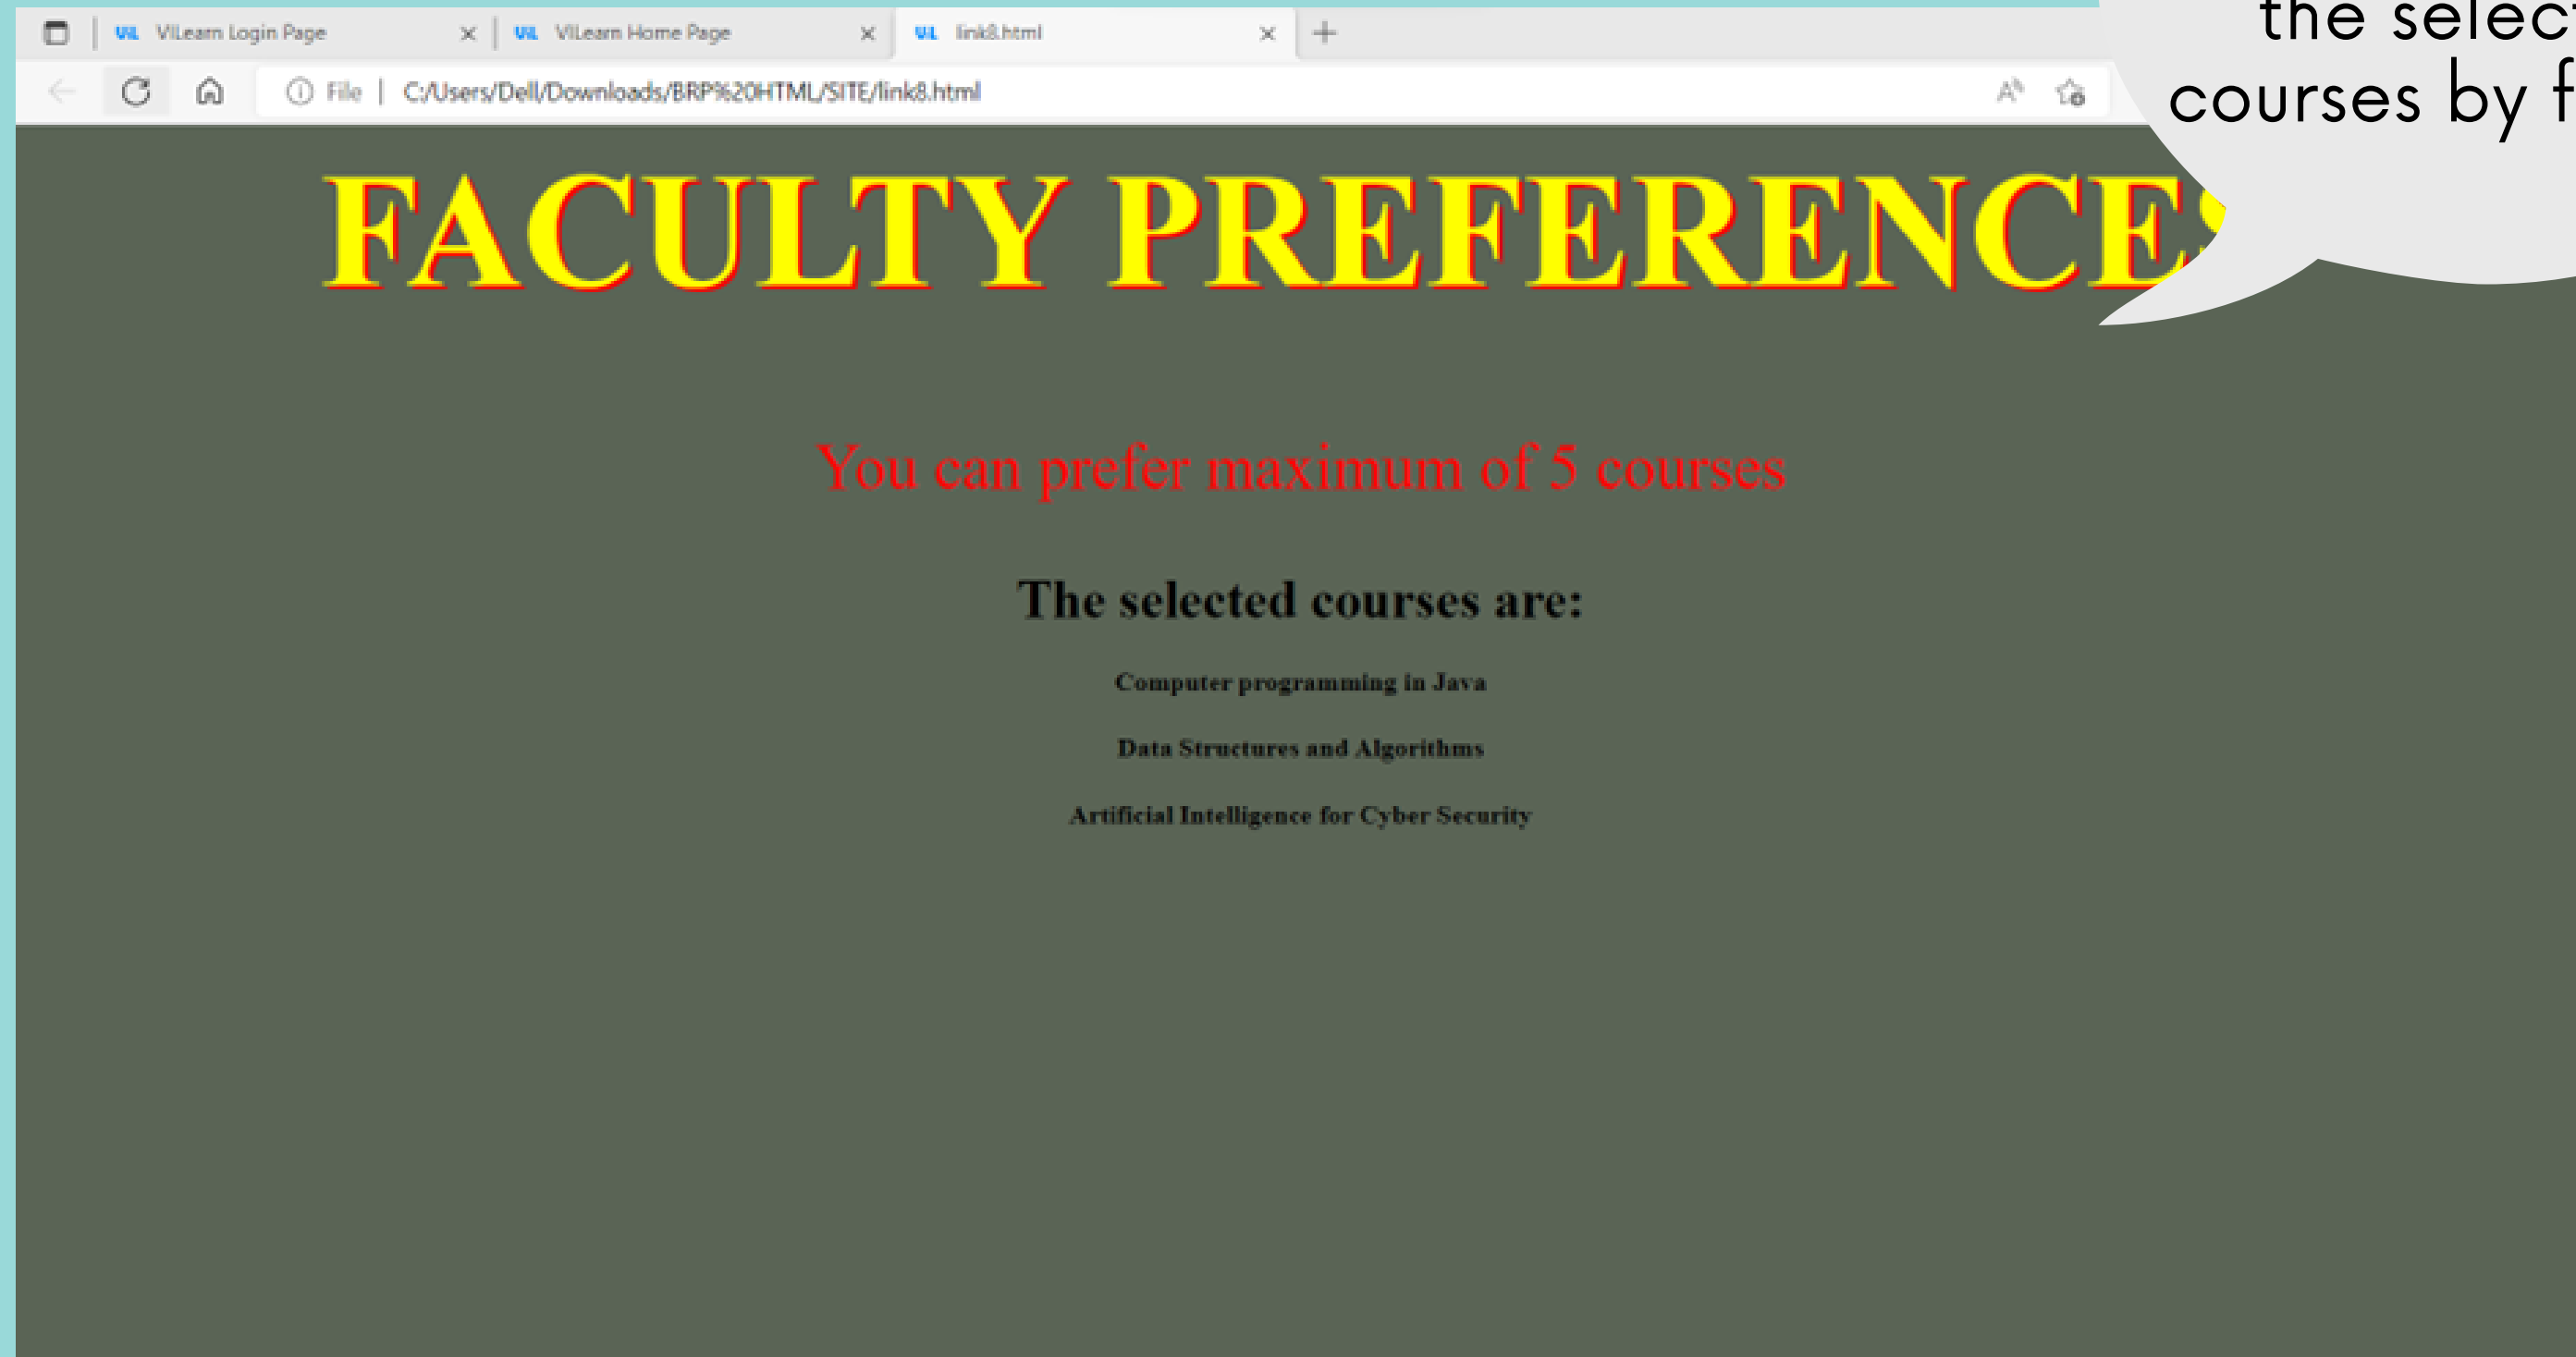 ViLearn Login Page
ViLearn Home Page
link8.html
File | C:/Users/Dell/Downloads/BRP%20HTML/SITE/link8.html
the select
courses by f
FACULTY PREFERENCES
You can prefer maximum of 5 courses
The selected courses are:
Computer programming in Java
Data Structures and Algorithms
Artificial Intelligence for Cyber Security